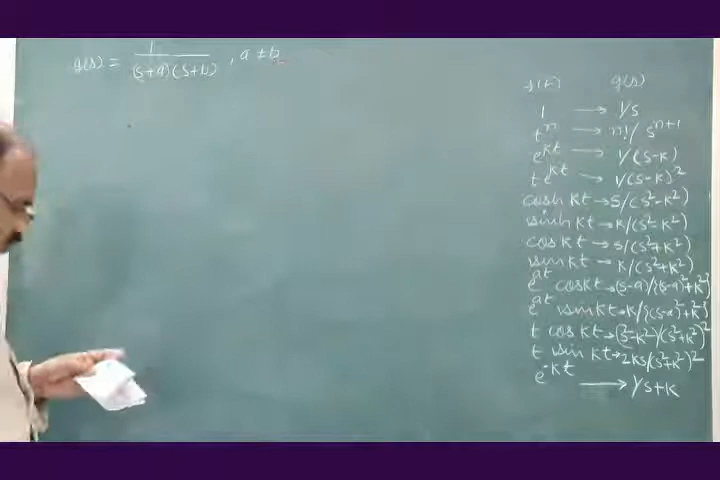 g(s) = 1/(s+a)(s+b) , a ± b
f(t) g(s)
1 → 1/s
tⁿ → n!/sⁿ⁺¹
e^kt → 1/(s-k)
t e^kt → 1/(s-k)²
cosh kt → s/(s²-k²)
sinh kt → k/(s²-k²)
cos kt → s/(s²+k²)
sin kt → k/(s²+k²)
e^at cos kt → (s-a)/{(s-a)²+k²}
e^at sin kt → k/{(s-a)²+k²}
t cos kt → (s²-k²)/(s²+k²)²
t sin kt → 2ks/(s²+k²)²
e^-kt → 1/s+k